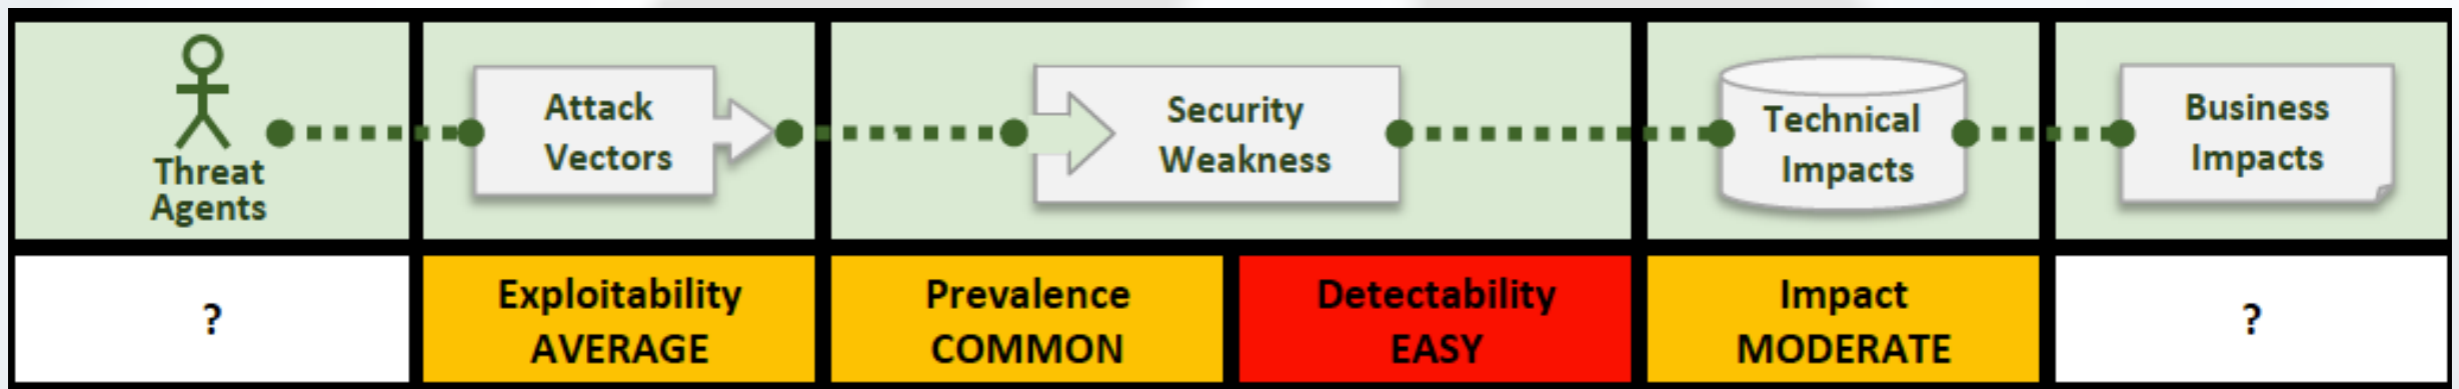 Threat
Agents
Attack
Vectors
Security
Weakness
Technical
Impacts
Business
Impacts
?
Exploitability
AVERAGE
Prevalence
COMMON
Detectability
EASY
Impact
MODERATE
?